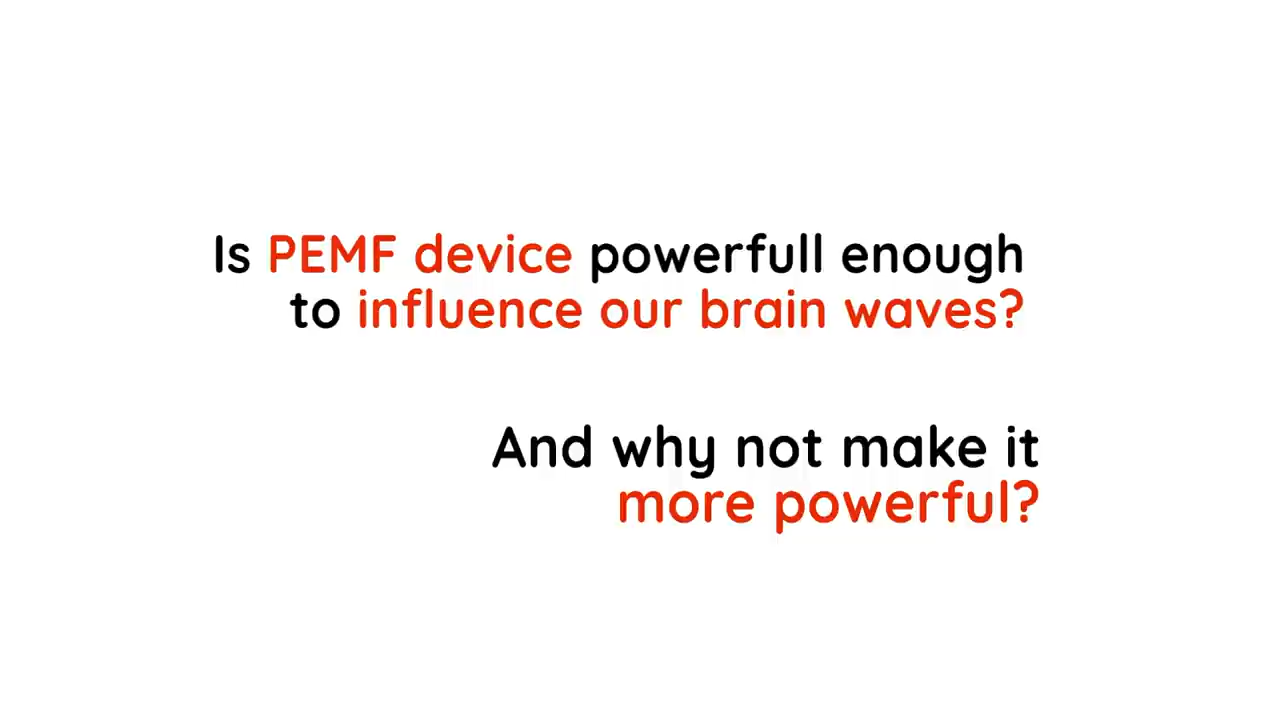 Is PEMF device powerfull enough
to influence our brain waves?
And why not make it
more powerful?